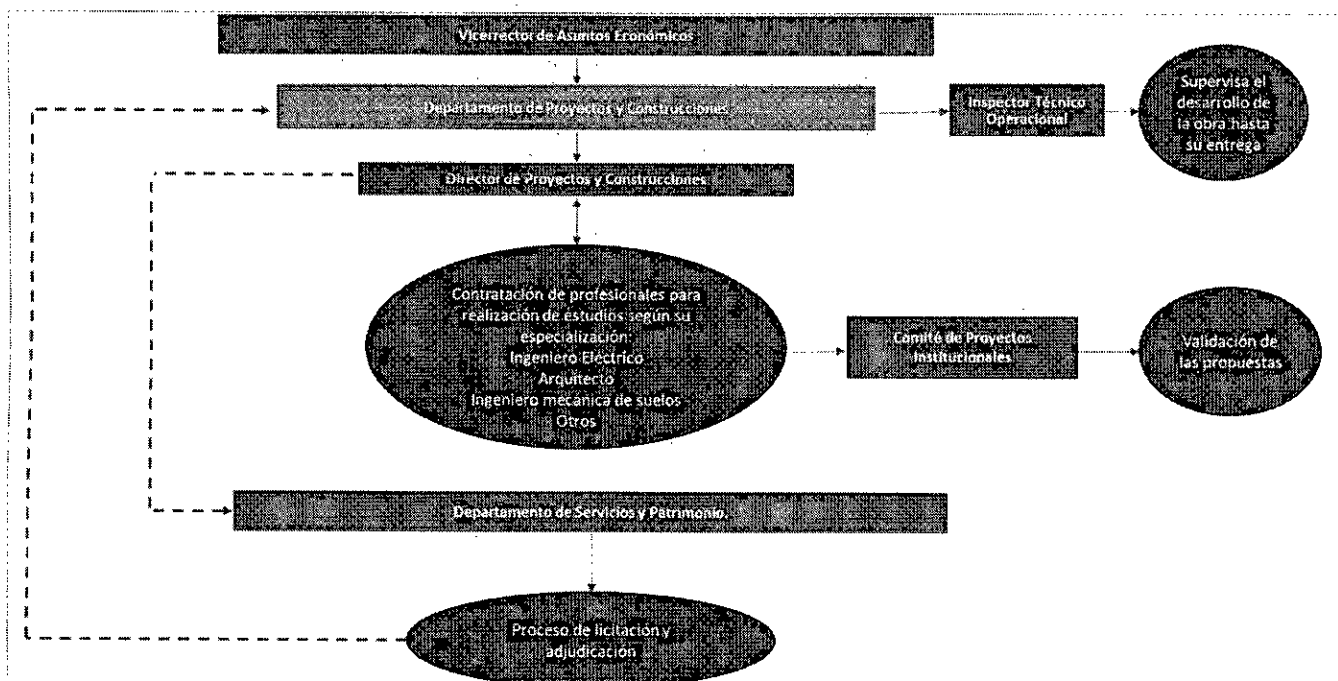 Vicerrector de Asuntos Económicos
Departamento de Proyectos y Construcciones
Inspector Técnico
Operacional
Supervisa el
desarrollo de
la obra hasta
su entrega
Director de Proyectos y Construcciones
Contratación de profesionales para
realización de estudios según su
especialización:
Ingeniero Eléctrico
Arquitecto
Ingeniero mecánica de suelos
Otros
Comité de Proyectos
Institucionales
Validación de
las propuestas
Departamento de Servicios y Patrimonio.
Proceso de licitación y
adjudicación